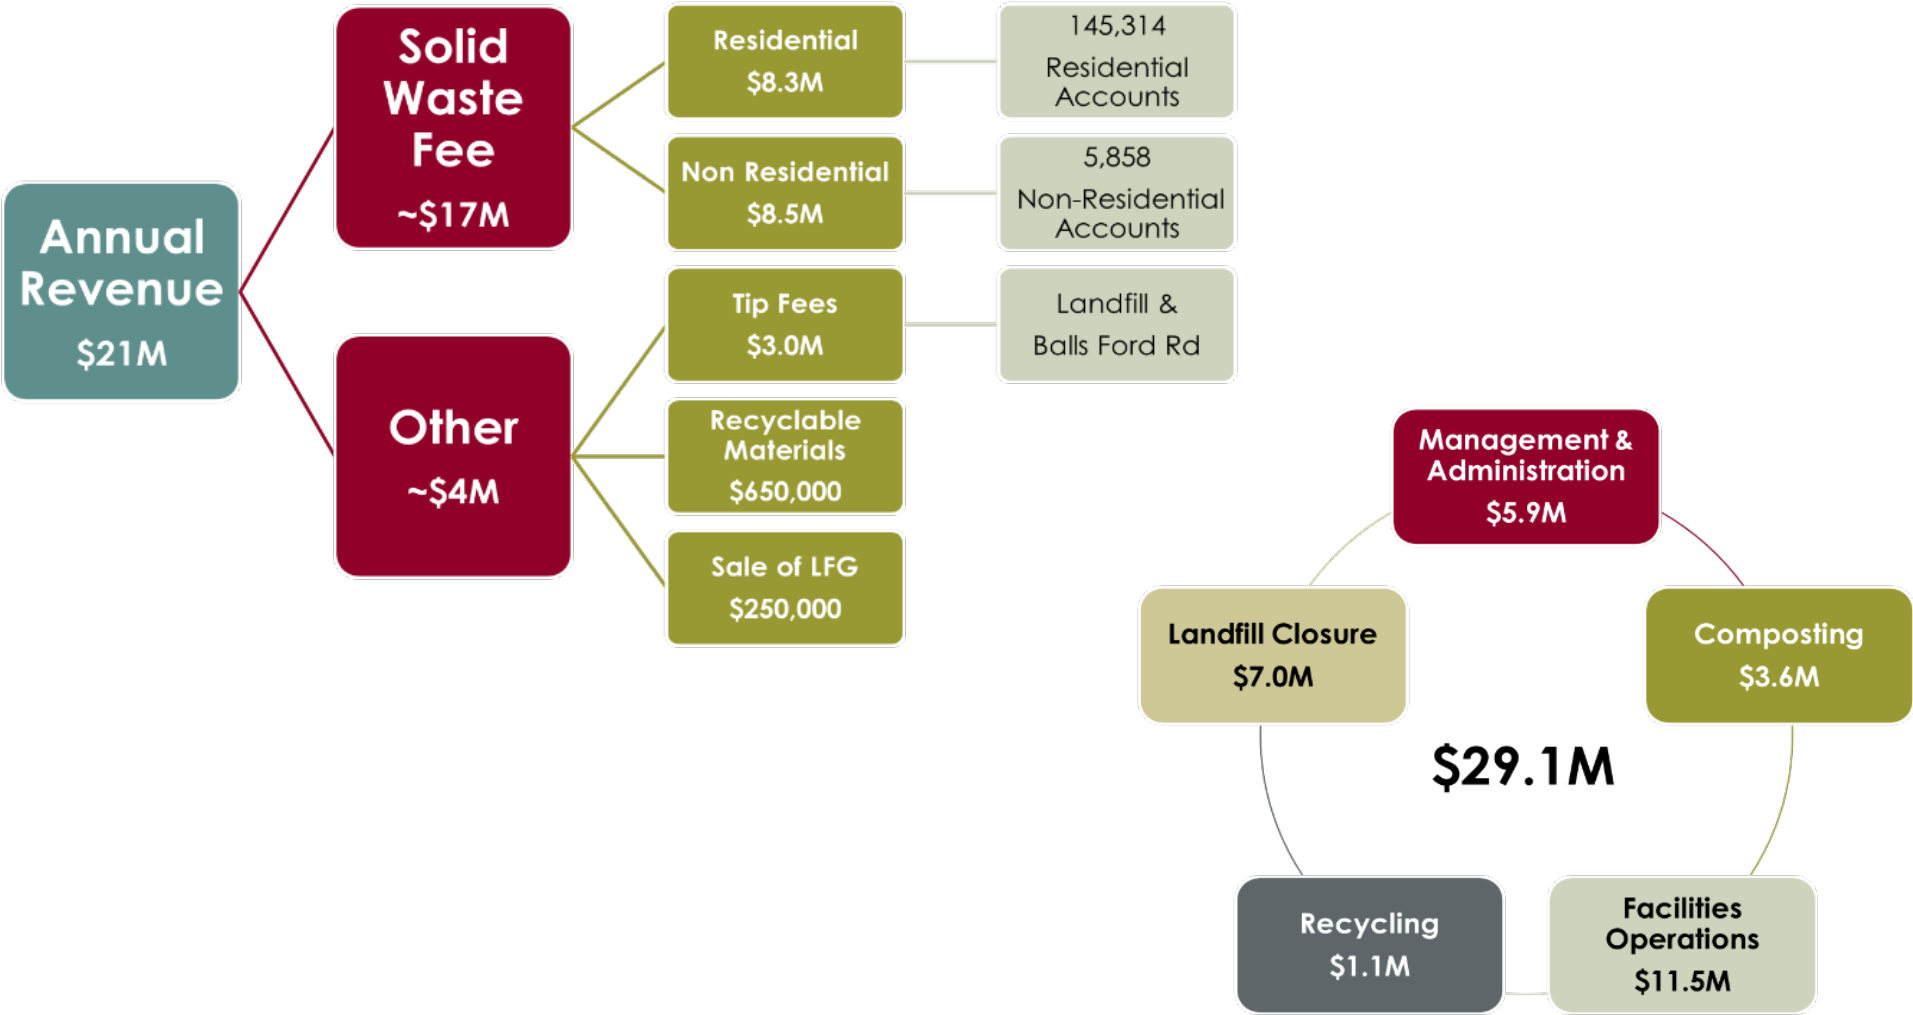 Annual
Revenue
$21M
Solid
Waste
Fee
~$17M
Other
~$4M
Residential
$8.3M
Non Residential
$8.5M
Tip Fees
$3.0M
Recyclable
Materials
$650,000
Sale of LFG
$250,000
145,314
Residential
Accounts
5,858
Non-Residential
Accounts
Landfill &
Balls Ford Rd
Management &
Administration
$5.9M
Composting
$3.6M
Facilities
Operations
$11.5M
Recycling
$1.1M
Landfill Closure
$7.0M
$29.1M